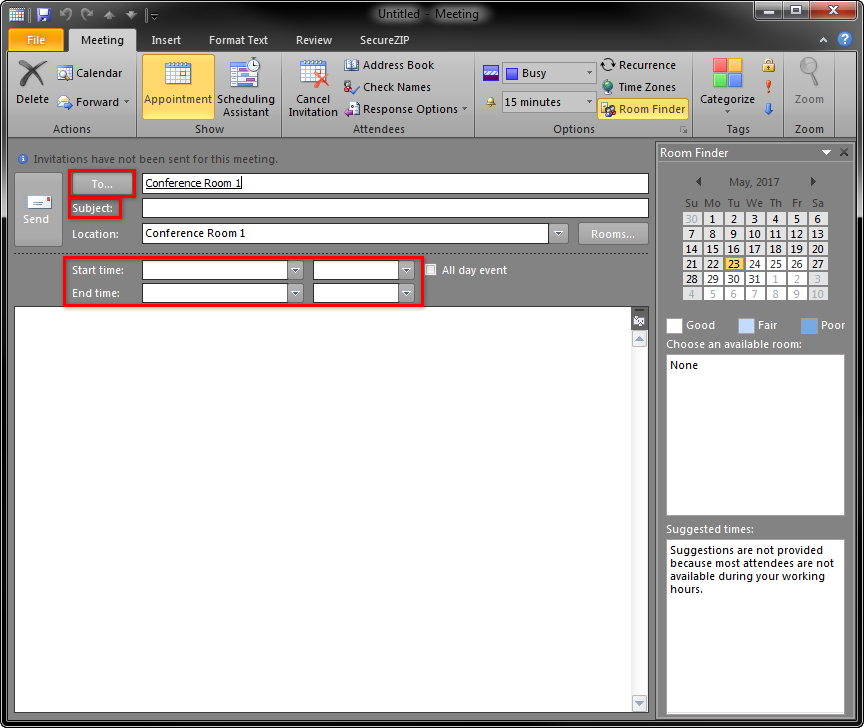 Untitled - Meeting
File Meeting Insert Format Text Review SecureZIP
Delete
Calendar
Forward
Actions
Appointment
Scheduling
Assistant
Show
Cancel
Invitation
Address Book
Check Names
Response Options
Attendees
Busy
15 minutes
Recurrence
Time Zones
Room Finder
Options
Categorize
Tags
Zoom
Zoom
Invitations have not been sent for this meeting.
Send
To... Conference Room 1
Subject:
Location: Conference Room 1 Rooms...
Start time: All day event
End time:
Room Finder
May, 2017
Su Mo Tu We Th Fr Sa
30 1 2 3 4 5 6
7 8 9 10 11 12 13
14 15 16 17 18 19 20
21 22 23 24 25 26 27
28 29 30 31 1 2 3
4 5 6 7 8 9 10
Good Fair Poor
Choose an available room:
None
Suggested times:
Suggestions are not provided
because most attendees are not
available during your working
hours.